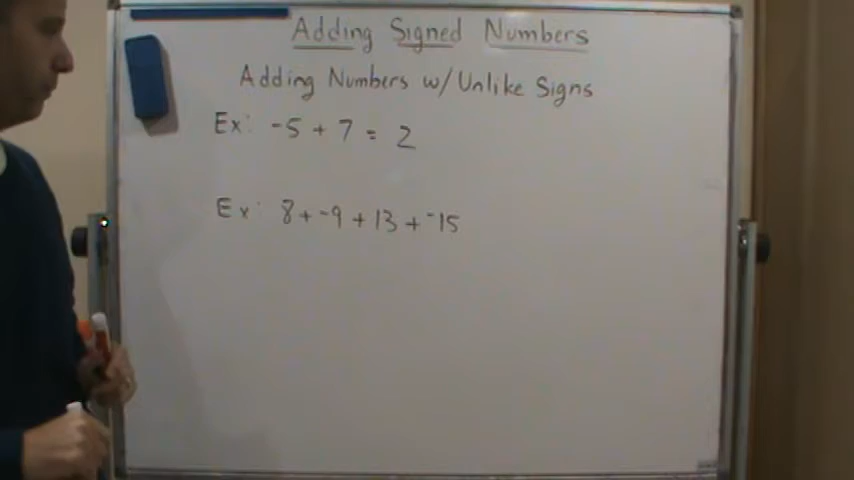 Adding Signed Numbers
Adding Numbers w/Unlike Signs
Ex: -5 + 7 = 2
Ex: 8 + -9 + 13 + -15